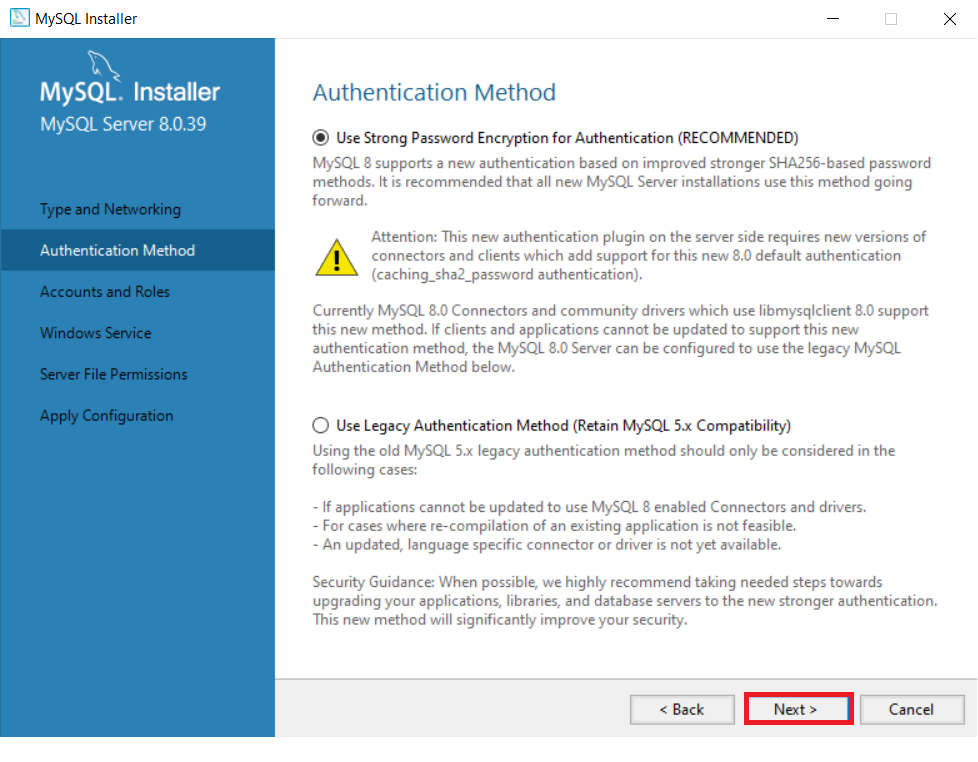 MySQL Installer
MySQL. Installer
MySQL Server 8.0.39
Type and Networking
Authentication Method
Accounts and Roles
Windows Service
Server File Permissions
Apply Configuration
Authentication Method
Use Strong Password Encryption for Authentication (RECOMMENDED)
MySQL 8 supports a new authentication based on improved stronger SHA256-based password
methods. It is recommended that all new MySQL Server installations use this method going
forward.
Attention: This new authentication plugin on the server side requires new versions of
connectors and clients which add support for this new 8.0 default authentication
(caching_sha2_password authentication).
Currently MySQL 8.0 Connectors and community drivers which use libmysqlclient 8.0 support
this new method. If clients and applications cannot be updated to support this new
authentication method, the MySQL 8.0 Server can be configured to use the legacy MySQL
Authentication Method below.
Use Legacy Authentication Method (Retain MySQL 5.x Compatibility)
Using the old MySQL 5.x legacy authentication method should only be considered in the
following cases:
- If applications cannot be updated to use MySQL 8 enabled Connectors and drivers.
- For cases where re-compilation of an existing application is not feasible.
- An updated, language specific connector or driver is not yet available.
Security Guidance: When possible, we highly recommend taking needed steps towards
upgrading your applications, libraries, and database servers to the new stronger authentication.
This new method will significantly improve your security.
< Back
Next >
Cancel